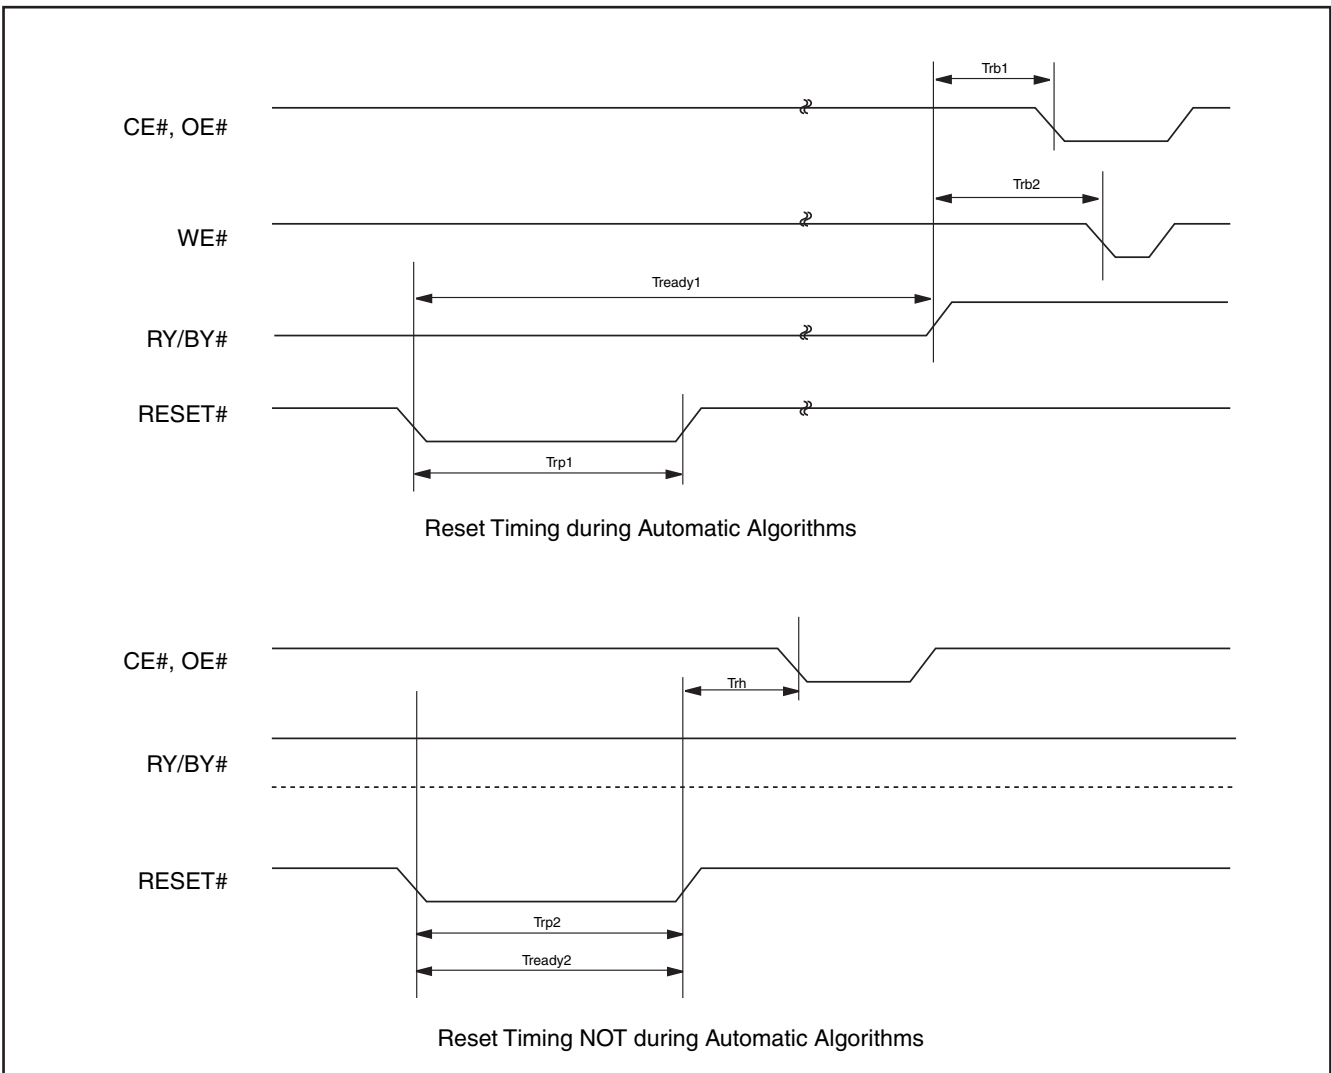 Trb1
CE#, OE#
Trb2
WE#
Tready1
RY/BY#
RESET#
Trp1
Reset Timing during Automatic Algorithms
CE#, OE#
Trh
RY/BY#
RESET#
Trp2
Tready2
Reset Timing NOT during Automatic Algorithms